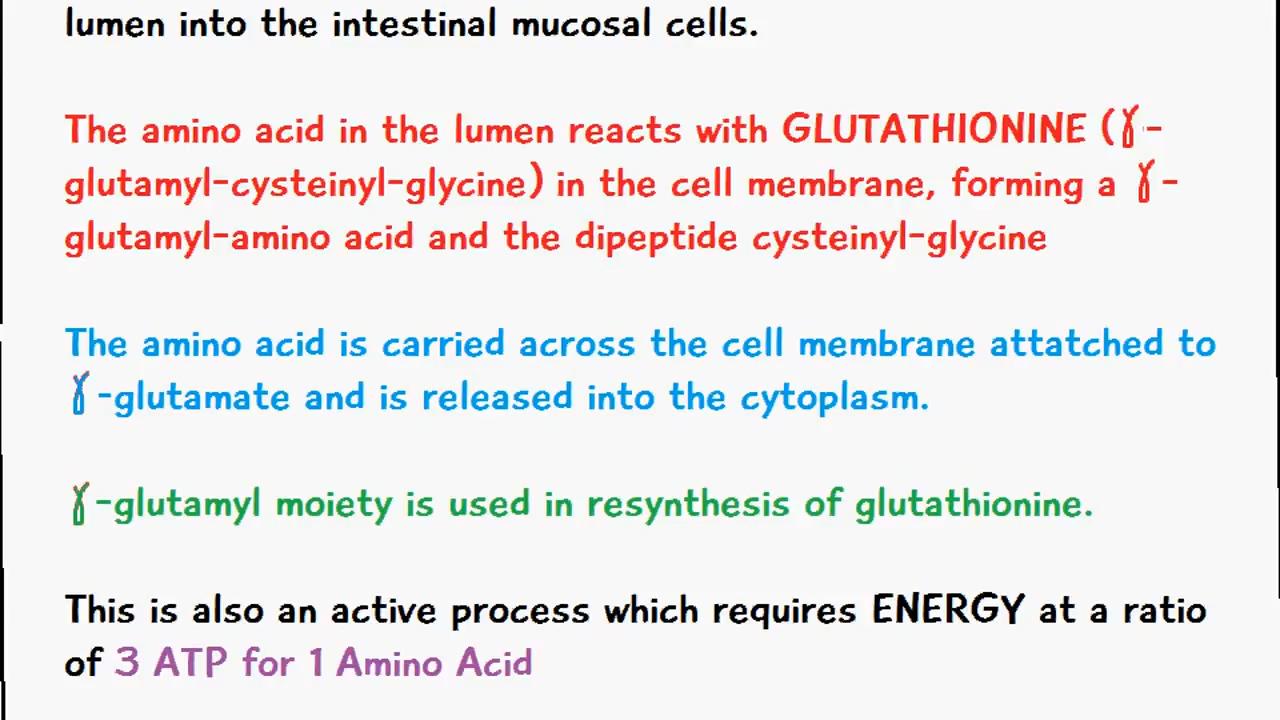 lumen into the intestinal mucosal cells.
The amino acid in the lumen reacts with GLUTATHIONINE (γ-
glutamyl-cysteinyl-glycine) in the cell membrane, forming a γ-
glutamyl-amino acid and the dipeptide cysteinyl-glycine
The amino acid is carried across the cell membrane attatched to
γ-glutamate and is released into the cytoplasm.
γ-glutamyl moiety is used in resynthesis of glutathionine.
This is also an active process which requires ENERGY at a ratio
of 3 ATP for 1 Amino Acid